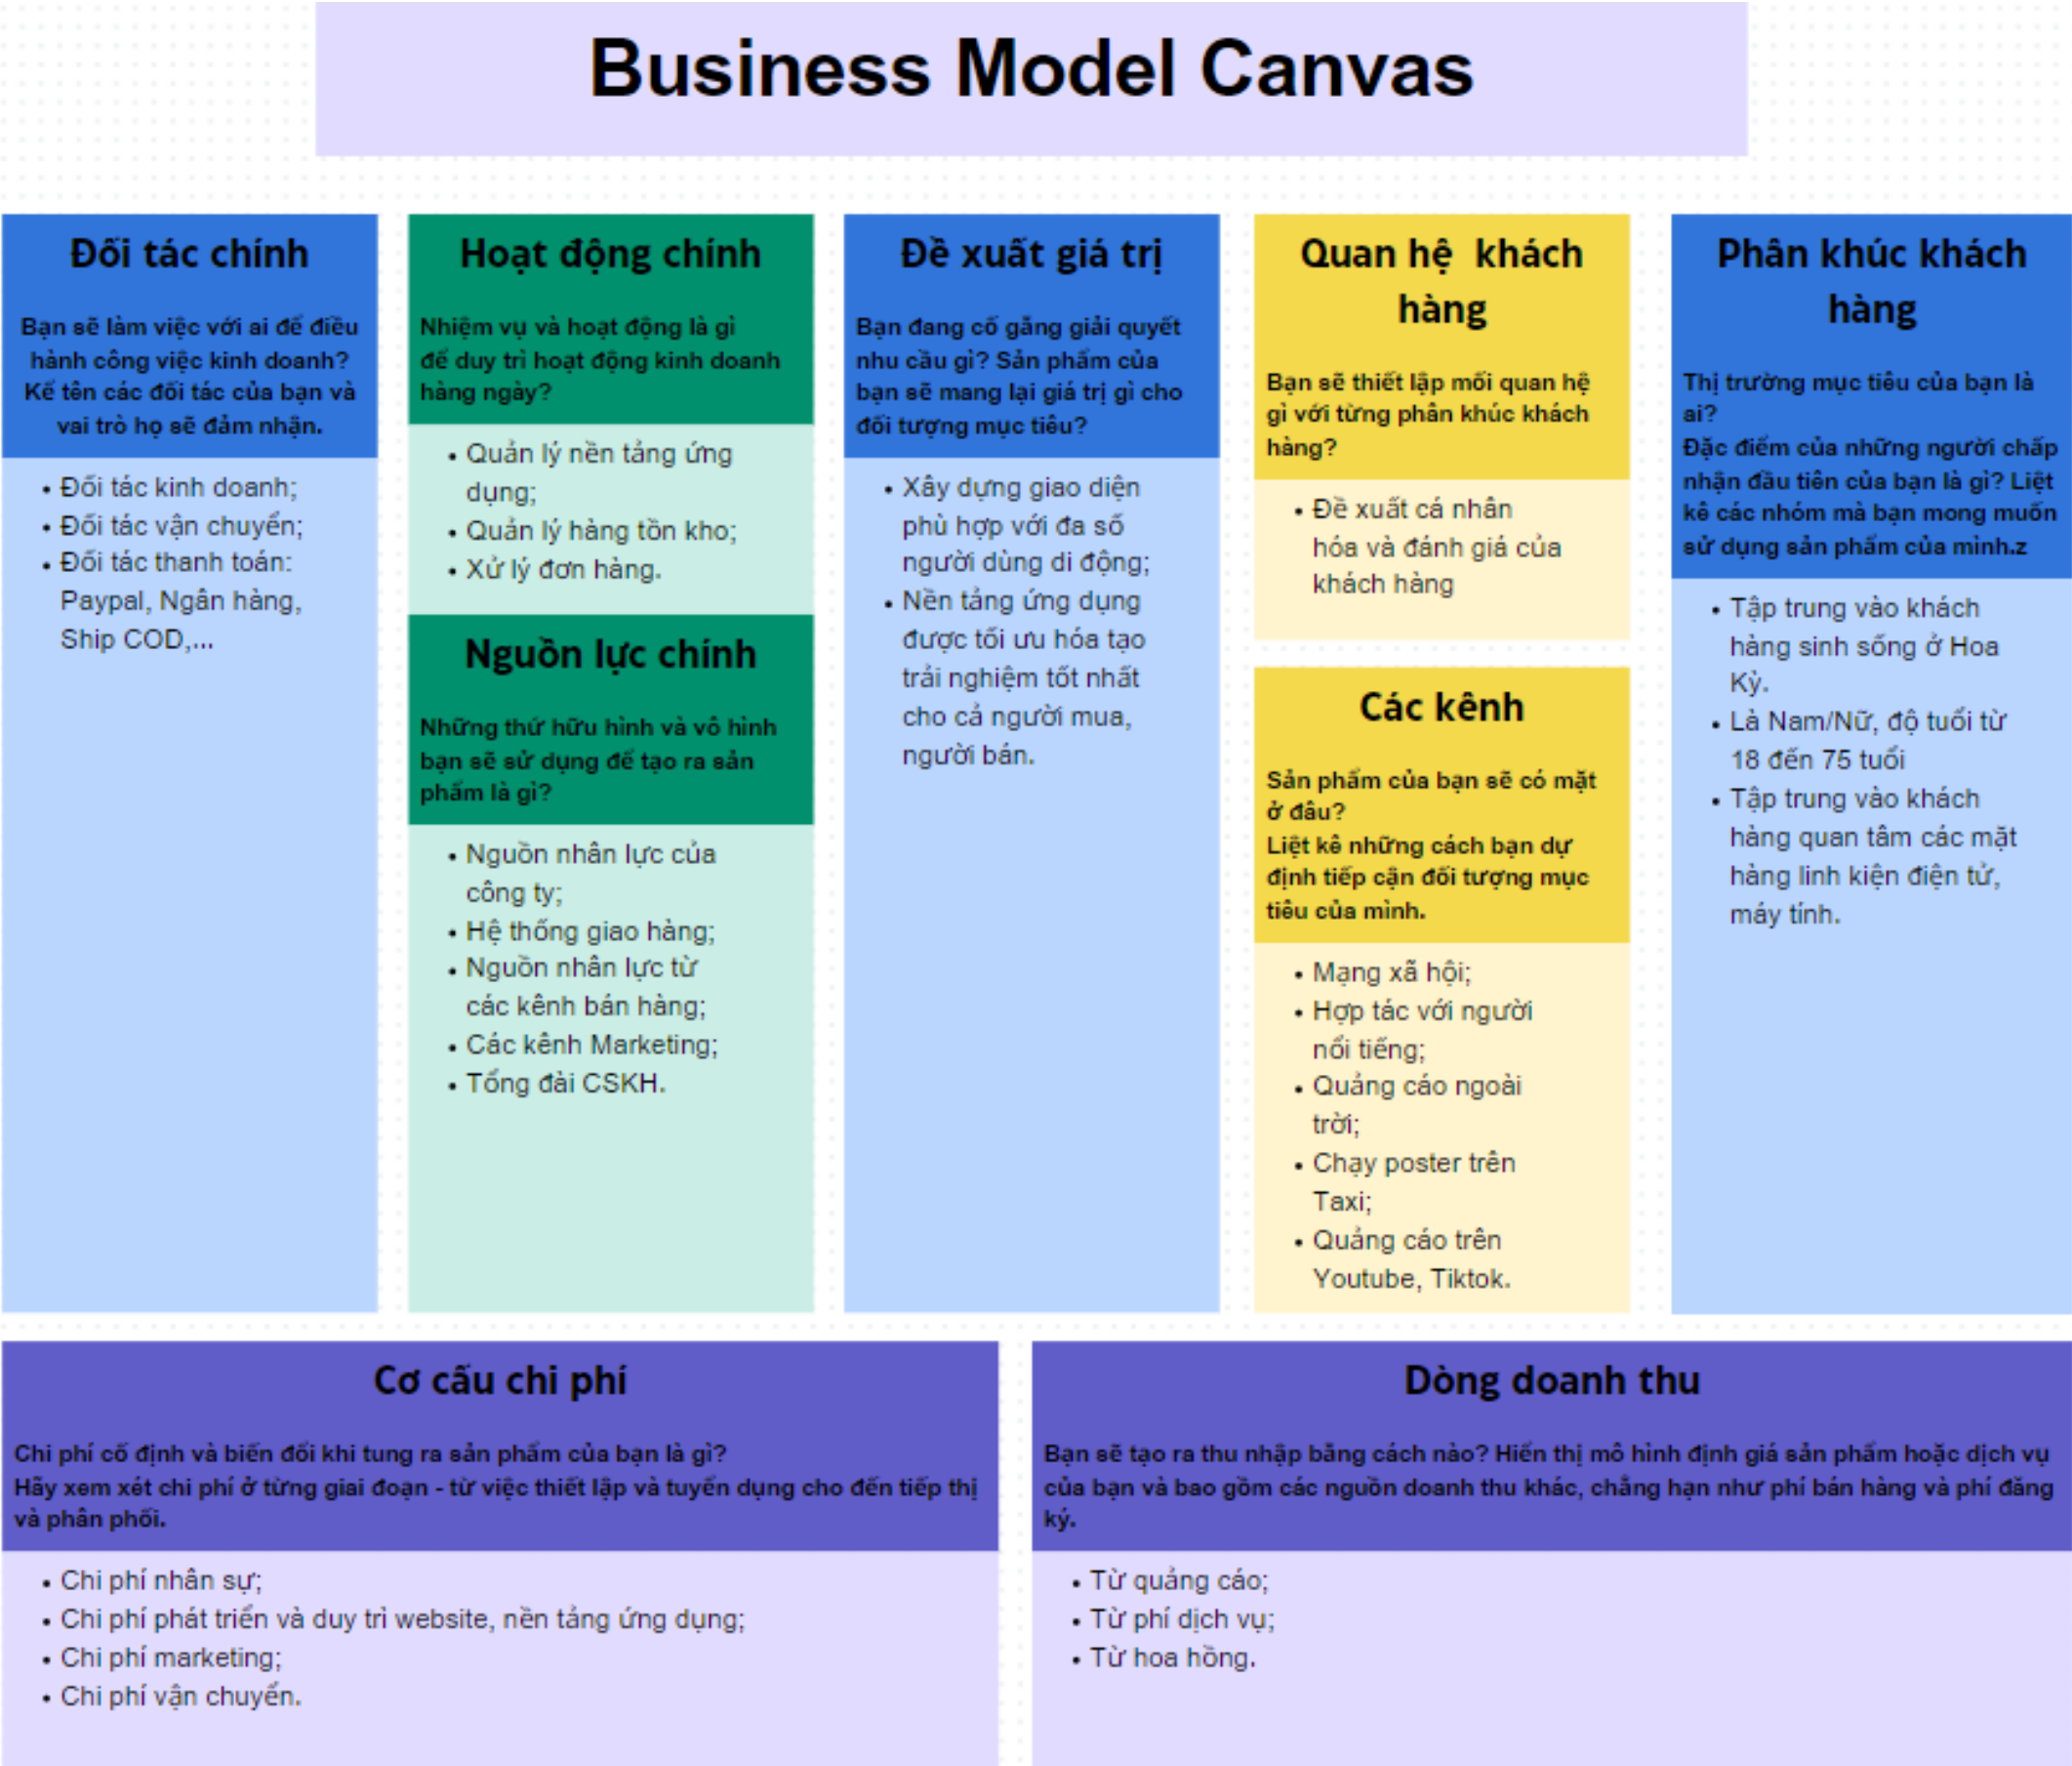 Business Model Canvas
Đối tác chính
Bạn sẽ làm việc với ai để điều
hành công việc kinh doanh?
Kể tên các đối tác của bạn và
vai trò họ sẽ đảm nhận.
• Đối tác kinh doanh;
• Đối tác vận chuyển;
• Đối tác thanh toán:
Paypal, Ngân hàng,
Ship COD,...
Hoạt động chính
Nhiệm vụ và hoạt động là gì
để duy trì hoạt động kinh doanh
hàng ngày?
• Quản lý nền tảng ứng
dụng;
• Quản lý hàng tồn kho;
• Xử lý đơn hàng.
Nguồn lực chính
Những thứ hữu hình và vô hình
bạn sẽ sử dụng để tạo ra sản
phẩm là gì?
• Nguồn nhân lực của
công ty;
• Hệ thống giao hàng;
• Nguồn nhân lực từ
các kênh bán hàng;
• Các kênh Marketing;
• Tổng đài CSKH.
Đề xuất giá trị
Bạn đang cố gắng giải quyết
nhu cầu gì? Sản phẩm của
bạn sẽ mang lại giá trị gì cho
đối tượng mục tiêu?
• Xây dựng giao diện
phù hợp với đa số
người dùng di động;
• Nền tảng ứng dụng
được tối ưu hóa tạo
trải nghiệm tốt nhất
cho cả người mua,
người bán.
Quan hệ khách
hàng
Bạn sẽ thiết lập mối quan hệ
gì với từng phân khúc khách
hàng?
• Đề xuất cá nhân
hóa và đánh giá của
khách hàng
Các kênh
Sản phẩm của bạn sẽ có mặt
ở đâu?
Liệt kê những cách bạn dự
định tiếp cận đối tượng mục
tiêu của mình.
• Mạng xã hội;
• Hợp tác với người
nổi tiếng;
• Quảng cáo ngoài
trời;
• Chạy poster trên
Taxi;
• Quảng cáo trên
Youtube, Tiktok.
Phân khúc khách
hàng
Thị trường mục tiêu của bạn là
ai?
Đặc điểm của những người chấp
nhận đầu tiên của bạn là gì? Liệt
kê các nhóm mà bạn mong muốn
sử dụng sản phẩm của mình.z
• Tập trung vào khách
hàng sinh sống ở Hoa
Kỳ.
• Là Nam/Nữ, độ tuổi từ
18 đến 75 tuổi
• Tập trung vào khách
hàng quan tâm các mặt
hàng linh kiện điện tử,
máy tính.
Cơ cấu chi phí
Chi phí cố định và biến đổi khi tung ra sản phẩm của bạn là gì?
Hãy xem xét chi phí ở từng giai đoạn - từ việc thiết lập và tuyển dụng cho đến tiếp thị
và phân phối.
• Chi phí nhân sự;
• Chi phí phát triển và duy trì website, nền tảng ứng dụng;
• Chi phí marketing;
• Chi phí vận chuyển.
Dòng doanh thu
Bạn sẽ tạo ra thu nhập bằng cách nào? Hiển thị mô hình định giá sản phẩm hoặc dịch vụ
của bạn và bao gồm các nguồn doanh thu khác, chẳng hạn như phí bán hàng và phí đăng
ký.
• Từ quảng cáo;
• Từ phí dịch vụ;
• Từ hoa hồng.